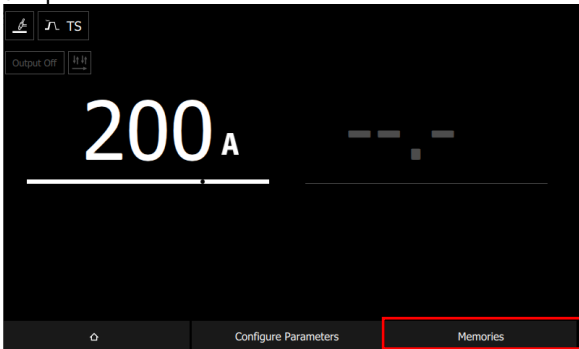 TS
Output Off
200 A
--.-
Configure Parameters
Memories